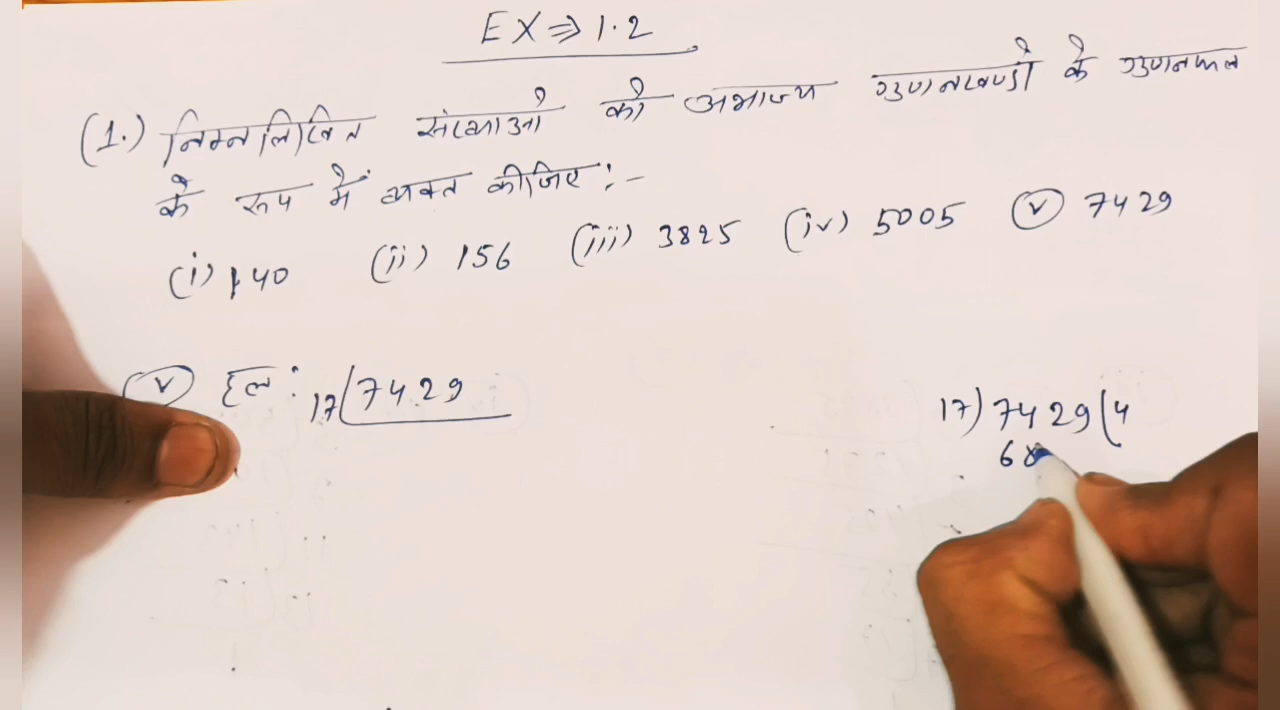 EX ⇒ 1.2
(1.) निम्नलिखित संख्याओ को अभाज्य गुणनखण्डो के गुणनफल
के रूप में व्यक्त कीजिए :-
(i) 140 (ii) 156 (iii) 3825 (iv) 5005 (v) 7429
(v) हल : 17(7429
17) 7429 (4
68